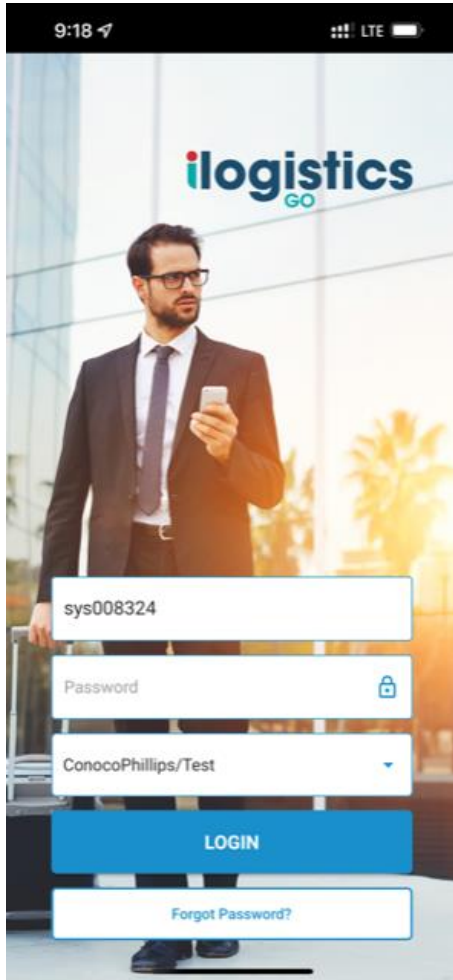 9:18
LTE
ilogistics
GO
sys008324
Password
ConocoPhillips/Test
LOGIN
Forgot Password?